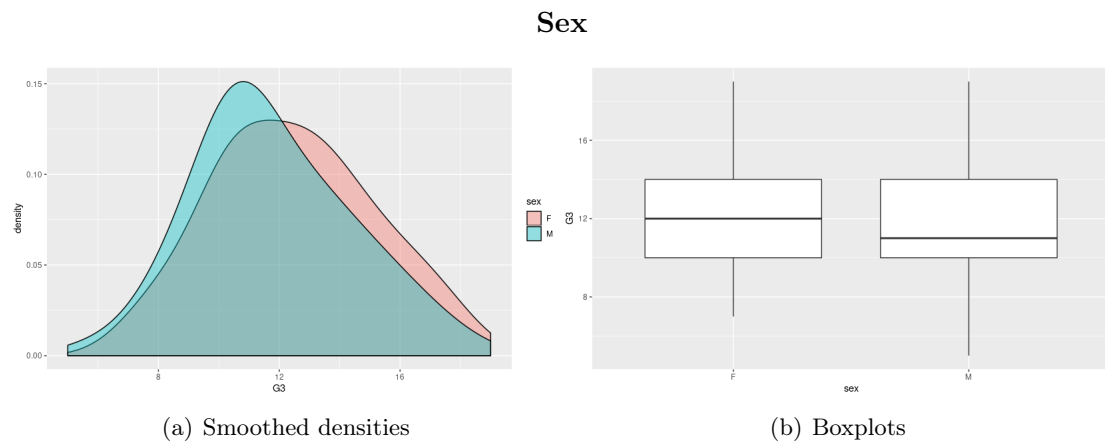 Sex
0.15
0.10
0.05
0.00
density
8 12 16
G3
sex
F
M
(a) Smoothed densities
16
12
8
G3
F M
sex
(b) Boxplots